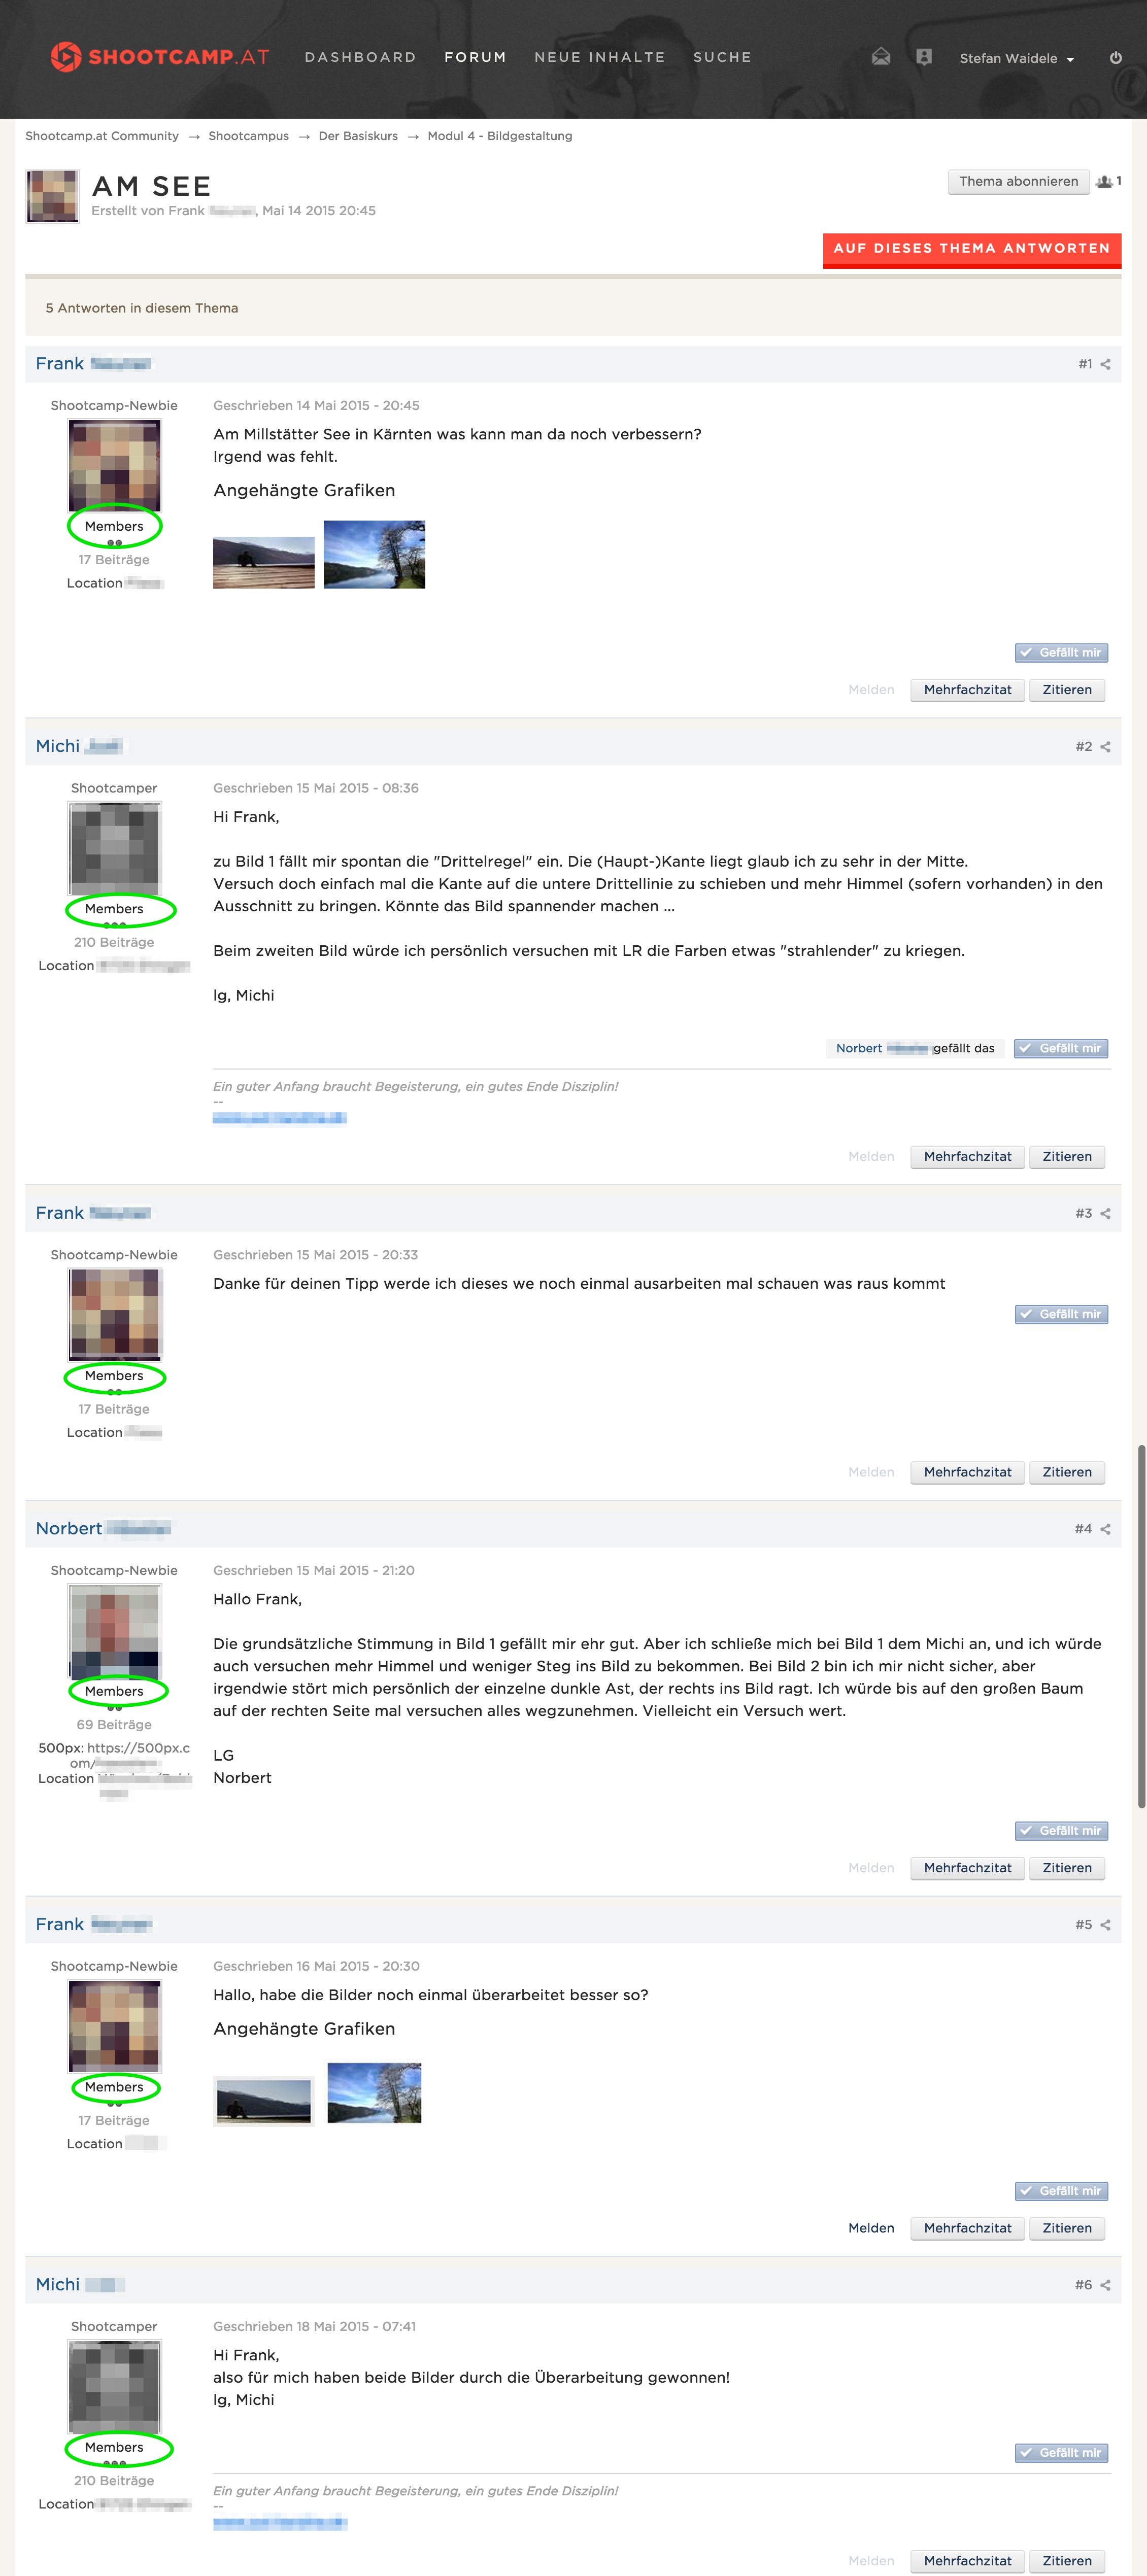 SHOOTCAMP.AT DASHBOARD FORUM NEUE INHALTE SUCHE Stefan Waidele
Shootcamp.at Community → Shootcampus → Der Basiskurs → Modul 4 - Bildgestaltung
AM SEE
Thema abonnieren 1
Erstellt von Frank , Mai 14 2015 20:45
AUF DIESES THEMA ANTWORTEN
5 Antworten in diesem Thema
Frank #1
Shootcamp-Newbie
Members
17 Beiträge
Location
Geschrieben 14 Mai 2015 - 20:45
Am Millstätter See in Kärnten was kann man da noch verbessern?
Irgend was fehlt.
Angehängte Grafiken
Gefällt mir
Melden Mehrfachzitat Zitieren
Michi #2
Shootcamper
Members
210 Beiträge
Location
Geschrieben 15 Mai 2015 - 08:36
Hi Frank,
zu Bild 1 fällt mir spontan die "Drittelregel" ein. Die (Haupt-)Kante liegt glaub ich zu sehr in der Mitte.
Versuch doch einfach mal die Kante auf die untere Drittellinie zu schieben und mehr Himmel (sofern vorhanden) in den
Ausschnitt zu bringen. Könnte das Bild spannender machen ...
Beim zweiten Bild würde ich persönlich versuchen mit LR die Farben etwas "strahlender" zu kriegen.
lg, Michi
Norbert gefällt das Gefällt mir
Ein guter Anfang braucht Begeisterung, ein gutes Ende Disziplin!
--
Melden Mehrfachzitat Zitieren
Frank #3
Shootcamp-Newbie
Members
17 Beiträge
Location
Geschrieben 15 Mai 2015 - 20:33
Danke für deinen Tipp werde ich dieses we noch einmal ausarbeiten mal schauen was raus kommt
Gefällt mir
Melden Mehrfachzitat Zitieren
Norbert #4
Shootcamp-Newbie
Members
69 Beiträge
500px: https://500px.c
om/
Location
Geschrieben 15 Mai 2015 - 21:20
Hallo Frank,
Die grundsätzliche Stimmung in Bild 1 gefällt mir ehr gut. Aber ich schließe mich bei Bild 1 dem Michi an, und ich würde
auch versuchen mehr Himmel und weniger Steg ins Bild zu bekommen. Bei Bild 2 bin ich mir nicht sicher, aber
irgendwie stört mich persönlich der einzelne dunkle Ast, der rechts ins Bild ragt. Ich würde bis auf den großen Baum
auf der rechten Seite mal versuchen alles wegzunehmen. Vielleicht ein Versuch wert.
LG
Norbert
Gefällt mir
Melden Mehrfachzitat Zitieren
Frank #5
Shootcamp-Newbie
Members
17 Beiträge
Location
Geschrieben 16 Mai 2015 - 20:30
Hallo, habe die Bilder noch einmal überarbeitet besser so?
Angehängte Grafiken
Gefällt mir
Melden Mehrfachzitat Zitieren
Michi #6
Shootcamper
Members
210 Beiträge
Location
Geschrieben 18 Mai 2015 - 07:41
Hi Frank,
also für mich haben beide Bilder durch die Überarbeitung gewonnen!
lg, Michi
Gefällt mir
Ein guter Anfang braucht Begeisterung, ein gutes Ende Disziplin!
--
Melden Mehrfachzitat Zitieren